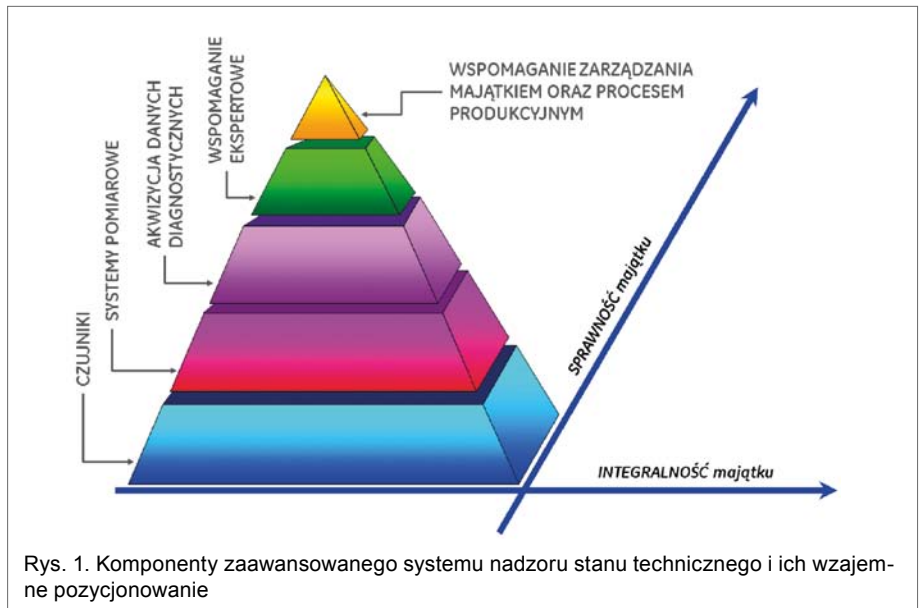 WSPOMAGANIE ZARZĄDZANIA
MAJĄTKIEM ORAZ PROCESEM
PRODUKCYJNYM
WSPOMAGANIE
EKSPERTOWE
AKWIZYCJA DANYCH
DIAGNOSTYCZNYCH
SYSTEMY POMIAROWE
CZUJNIKI
SPRAWNOŚĆ majątku
INTEGRALNOŚĆ majątku
Rys. 1. Komponenty zaawansowanego systemu nadzoru stanu technicznego i ich wzajem-
ne pozycjonowanie